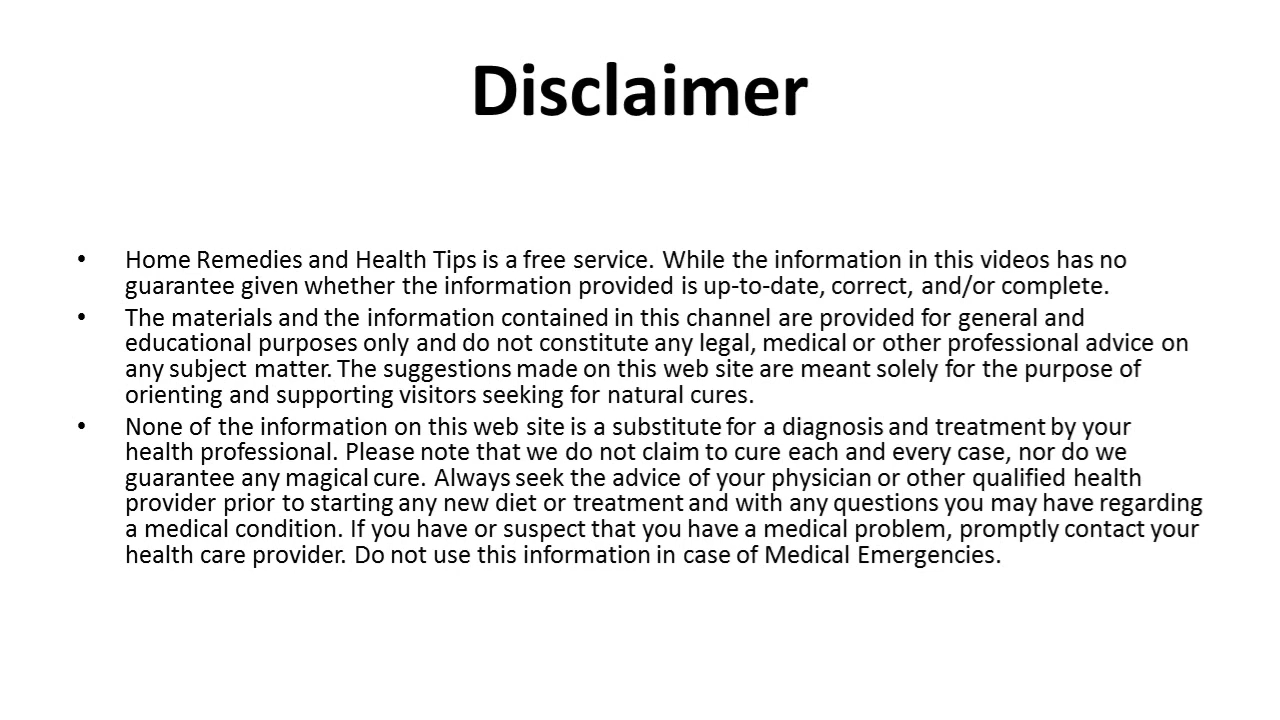 Disclaimer
• Home Remedies and Health Tips is a free service. While the information in this videos has no
guarantee given whether the information provided is up-to-date, correct, and/or complete.
• The materials and the information contained in this channel are provided for general and
educational purposes only and do not constitute any legal, medical or other professional advice on
any subject matter. The suggestions made on this web site are meant solely for the purpose of
orienting and supporting visitors seeking for natural cures.
• None of the information on this web site is a substitute for a diagnosis and treatment by your
health professional. Please note that we do not claim to cure each and every case, nor do we
guarantee any magical cure. Always seek the advice of your physician or other qualified health
provider prior to starting any new diet or treatment and with any questions you may have regarding
a medical condition. If you have or suspect that you have a medical problem, promptly contact your
health care provider. Do not use this information in case of Medical Emergencies.